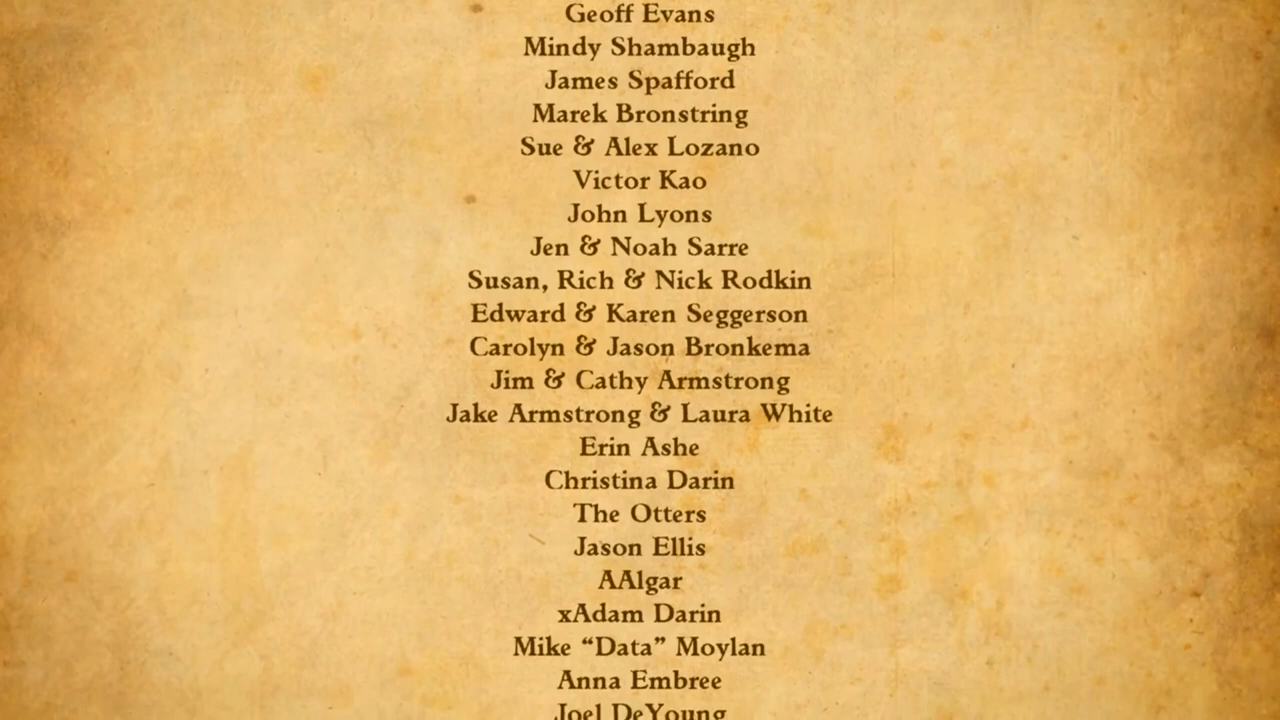 Geoff Evans
Mindy Shambaugh
James Spafford
Marek Bronstring
Sue & Alex Lozano
Victor Kao
John Lyons
Jen & Noah Sarre
Susan, Rich & Nick Rodkin
Edward & Karen Seggerson
Carolyn & Jason Bronkema
Jim & Cathy Armstrong
Jake Armstrong & Laura White
Erin Ashe
Christina Darin
The Otters
Jason Ellis
AAlgar
xAdam Darin
Mike “Data” Moylan
Anna Embree
Joel DeYoung